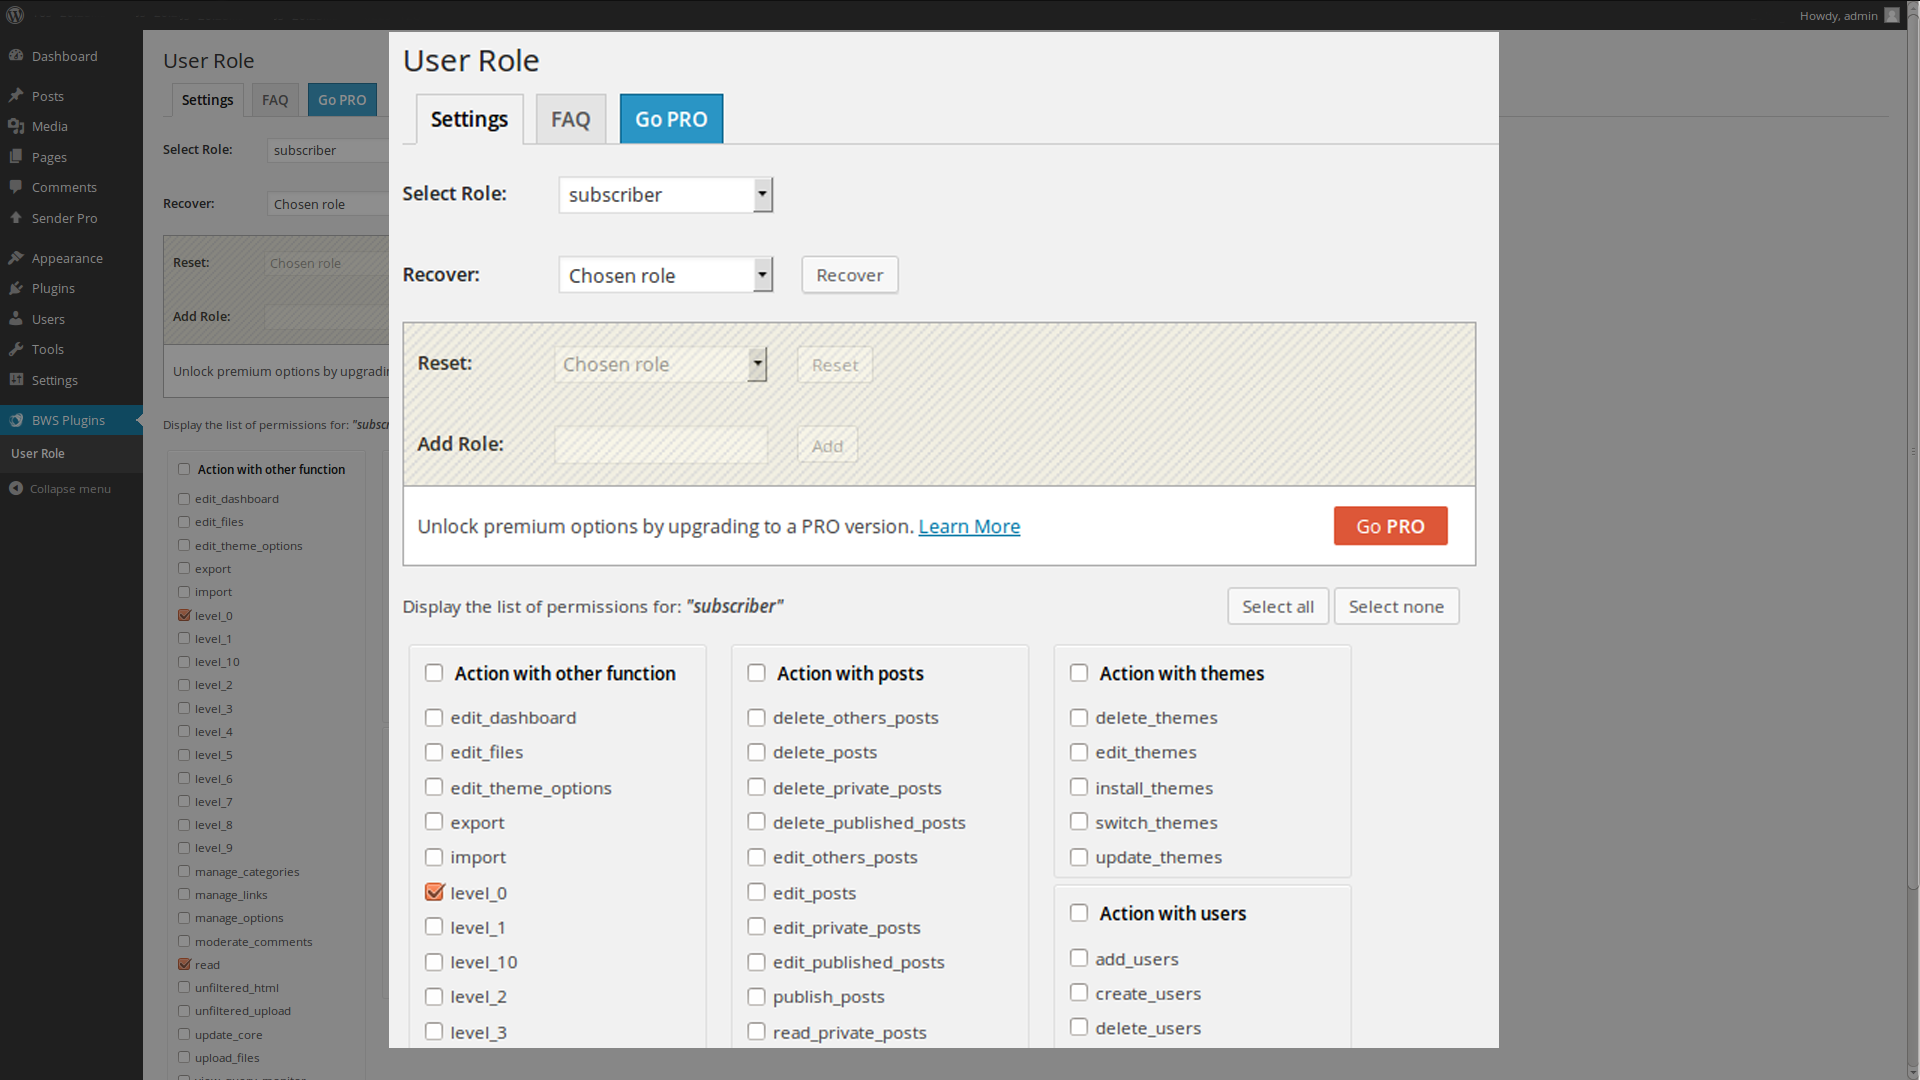 Howdy, admin
Dashboard
Posts
Media
Pages
Comments
Sender Pro
Appearance
Plugins
Users
Tools
Settings
BWS Plugins
User Role
Collapse menu
User Role
Settings FAQ Go PRO
Select Role: subscriber
Recover: Chosen role
Reset: Chosen role
Add Role:
Unlock premium options by
Display the list of permissions for:
Action with other function
edit_dashboard
edit_files
edit_theme_options
export
import
level_0
level_1
level_10
level_2
level_3
level_4
level_5
level_6
level_7
level_8
level_9
manage_categories
manage_links
manage_options
moderate_comments
read
unfiltered_html
unfiltered_upload
update_core
upload_files
User Role
Settings FAQ Go PRO
Select Role: subscriber
Recover: Chosen role Recover
Reset: Chosen role Reset
Add Role: Add
Unlock premium options by upgrading to a PRO version. Learn More Go PRO
Display the list of permissions for: "subscriber" Select all Select none
Action with other function
edit_dashboard
edit_files
edit_theme_options
export
import
level_0
level_1
level_10
level_2
level_3
Action with posts
delete_others_posts
delete_posts
delete_private_posts
delete_published_posts
edit_others_posts
edit_posts
edit_private_posts
edit_published_posts
publish_posts
read_private_posts
Action with themes
delete_themes
edit_themes
install_themes
switch_themes
update_themes
Action with users
add_users
create_users
delete_users